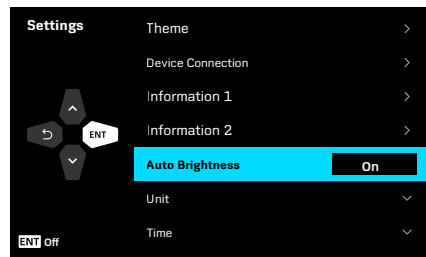 Settings
Theme
Device Connection
Information 1
Information 2
ENT
Auto Brightness On
Unit
Time
ENT Off